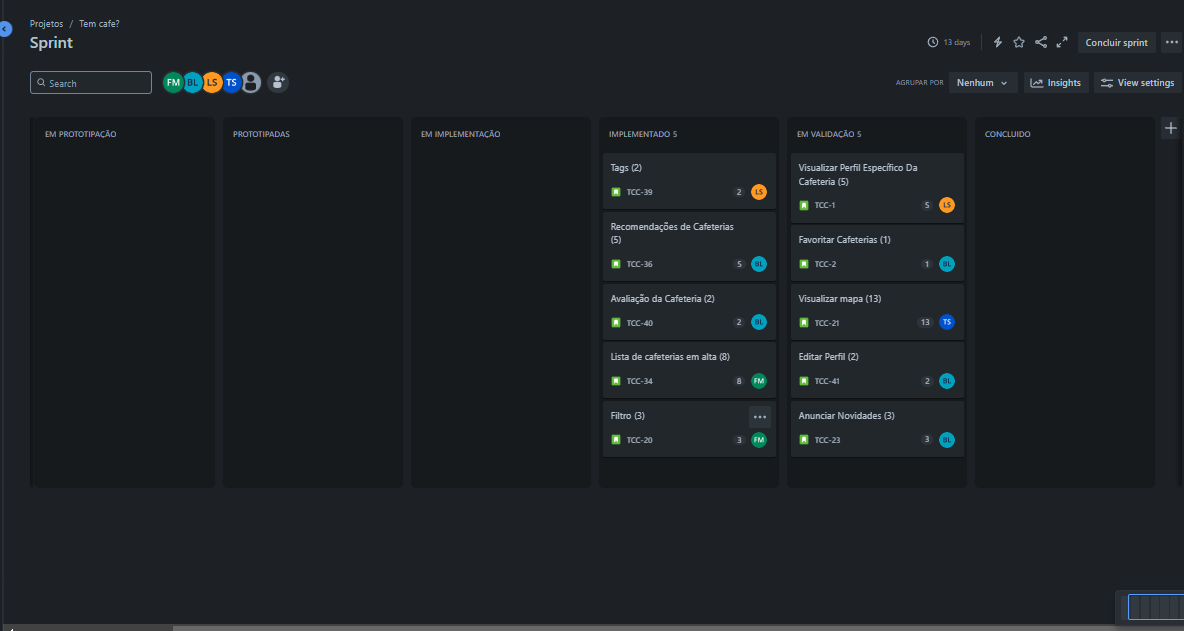 Projetos / Tem cafe?
Sprint
13 days
Concluir sprint
Search
FM BL LS TS
AGRUPAR POR
Nenhum
Insights
View settings
EM PROTOTIPAÇÃO
PROTOTIPADAS
EM IMPLEMENTAÇÃO
IMPLEMENTADO 5
Tags (2)
TCC-39 2 LS
Recomendações de Cafeterias
(5)
TCC-36 5 BL
Avaliação da Cafeteria (2)
TCC-40 2 BL
Lista de cafeterias em alta (8)
TCC-34 8 FM
Filtro (3)
TCC-20 3 FM
EM VALIDAÇÃO 5
Visualizar Perfil Específico Da
Cafeteria (5)
TCC-1 5 LS
Favoritar Cafeterias (1)
TCC-2 1 BL
Visualizar mapa (13)
TCC-21 13 TS
Editar Perfil (2)
TCC-41 2 BL
Anunciar Novidades (3)
TCC-23 3 BL
CONCLUIDO